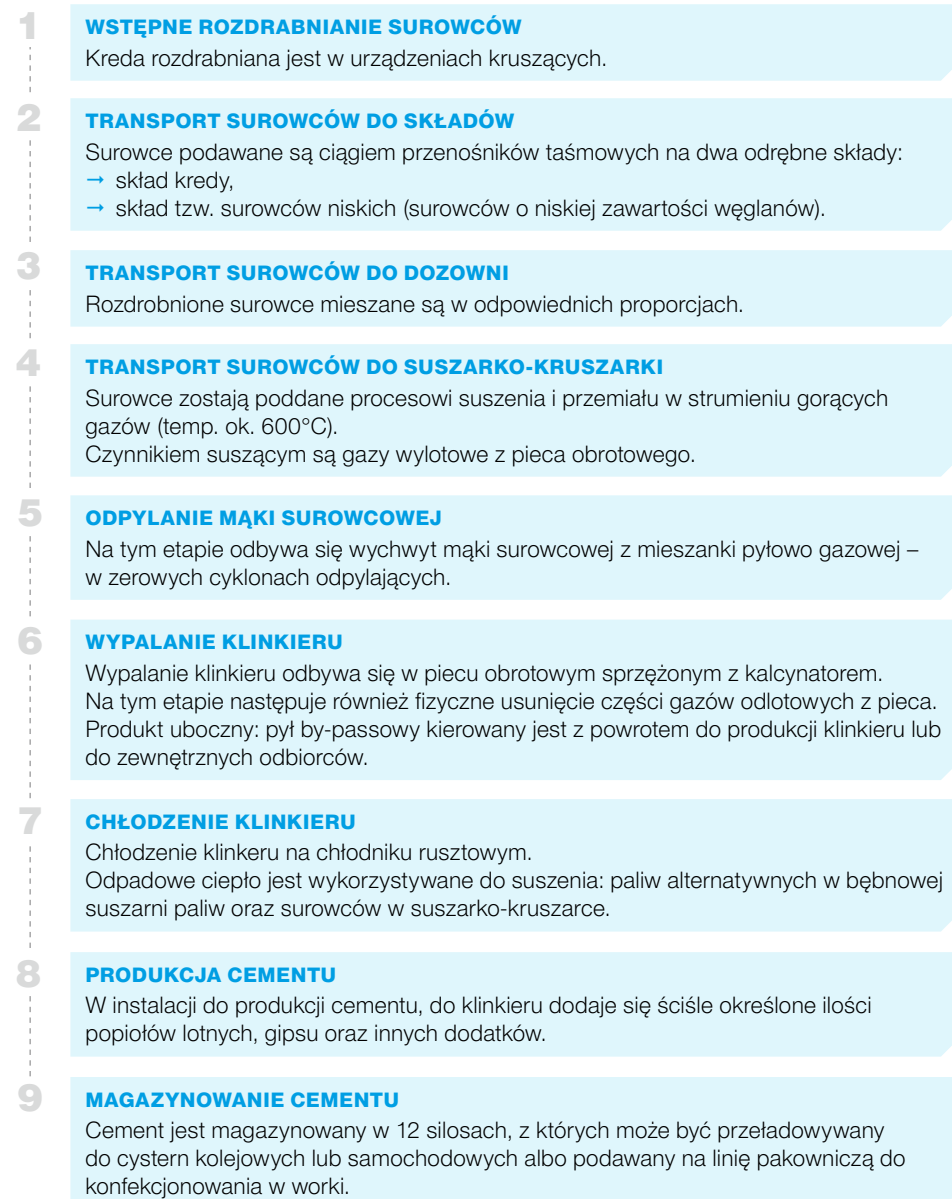 1
WSTĘPNE ROZDRABNIANIE SUROWCÓW
Kreda rozdrabniana jest w urządzeniach kruszących.
2
TRANSPORT SUROWCÓW DO SKŁADÓW
Surowce podawane są ciągiem przenośników taśmowych na dwa odrębne składy:
→ skład kredy,
→ skład tzw. surowców niskich (surowców o niskiej zawartości węglanów).
3
TRANSPORT SUROWCÓW DO DOZOWNI
Rozdrobnione surowce mieszane są w odpowiednich proporcjach.
4
TRANSPORT SUROWCÓW DO SUSZARKO-KRUSZARKI
Surowce zostają poddane procesowi suszenia i przemiału w strumieniu gorących
gazów (temp. ok. 600°C).
Czynnikiem suszącym są gazy wylotowe z pieca obrotowego.
5
ODPYLANIE MĄKI SUROWCOWEJ
Na tym etapie odbywa się wychwyt mąki surowcowej z mieszanki pyłowo gazowej –
w zerowych cyklonach odpylających.
6
WYPALANIE KLINKIERU
Wypalanie klinkieru odbywa się w piecu obrotowym sprzężonym z kalcynatorem.
Na tym etapie następuje również fizyczne usunięcie części gazów odlotowych z pieca.
Produkt uboczny: pył by-passowy kierowany jest z powrotem do produkcji klinkieru lub
do zewnętrznych odbiorców.
7
CHŁODZENIE KLINKIERU
Chłodzenie klinkeru na chłodniku rusztowym.
Odpadowe ciepło jest wykorzystywane do suszenia: paliw alternatywnych w bębnowej
suszarni paliw oraz surowców w suszarko-kruszarce.
8
PRODUKCJA CEMENTU
W instalacji do produkcji cementu, do klinkieru dodaje się ściśle określone ilości
popiołów lotnych, gipsu oraz innych dodatków.
9
MAGAZYNOWANIE CEMENTU
Cement jest magazynowany w 12 silosach, z których może być przeładowywany
do cystern kolejowych lub samochodowych albo podawany na linię pakowniczą do
konfekcjonowania w worki.